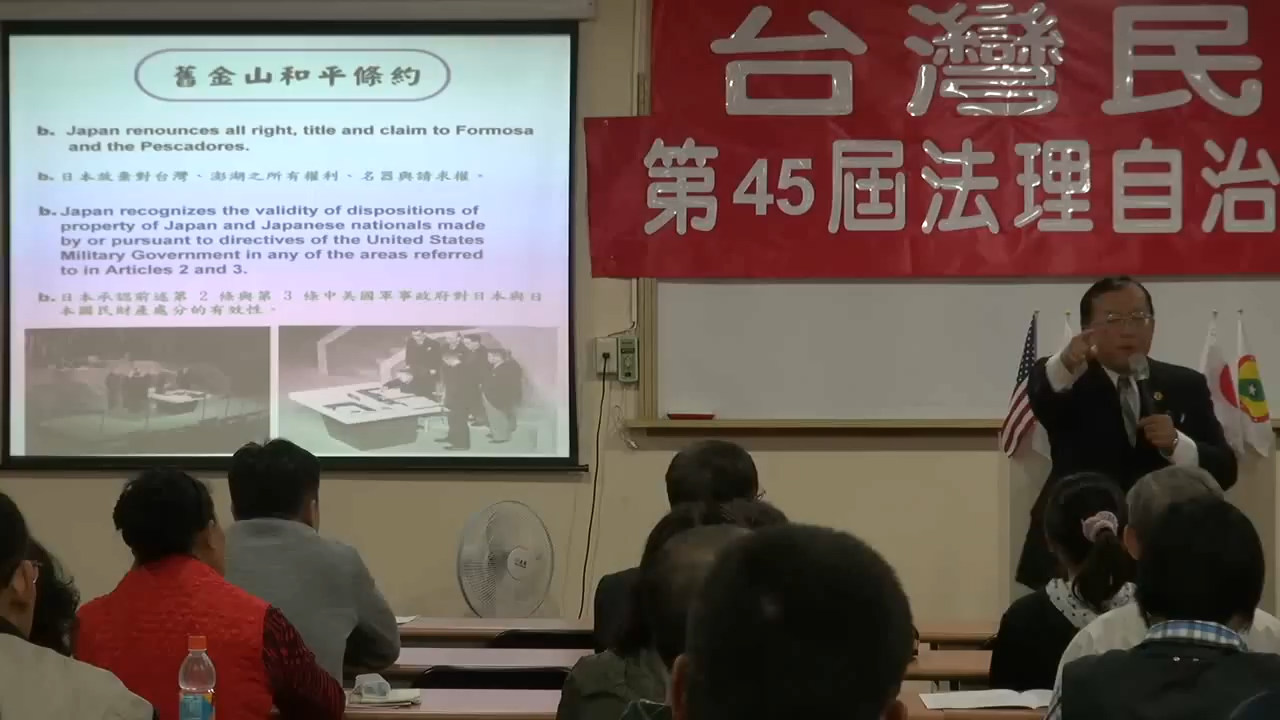 舊金山和平條約
b. Japan renounces all right, title and claim to Formosa
and the Pescadores.
b. 日本放棄對台灣、澎湖之所有權利、名器與請求權。
b. Japan recognizes the validity of dispositions of
property of Japan and Japanese nationals made
by or pursuant to directives of the United States
Military Government in any of the areas referred
to in Articles 2 and 3.
b. 日本承認前述第 2 條與第 3 條中美國軍事政府對日本與日
本國民財產處分的有效性。
台灣民
第45屆法理自治